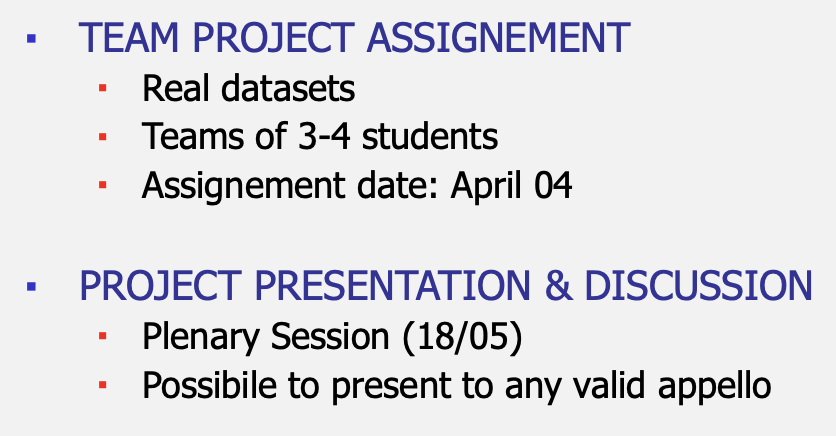 TEAM PROJECT ASSIGNEMENT
Real datasets
Teams of 3-4 students
Assignement date: April 04
PROJECT PRESENTATION & DISCUSSION
Plenary Session (18/05)
Possibile to present to any valid appello